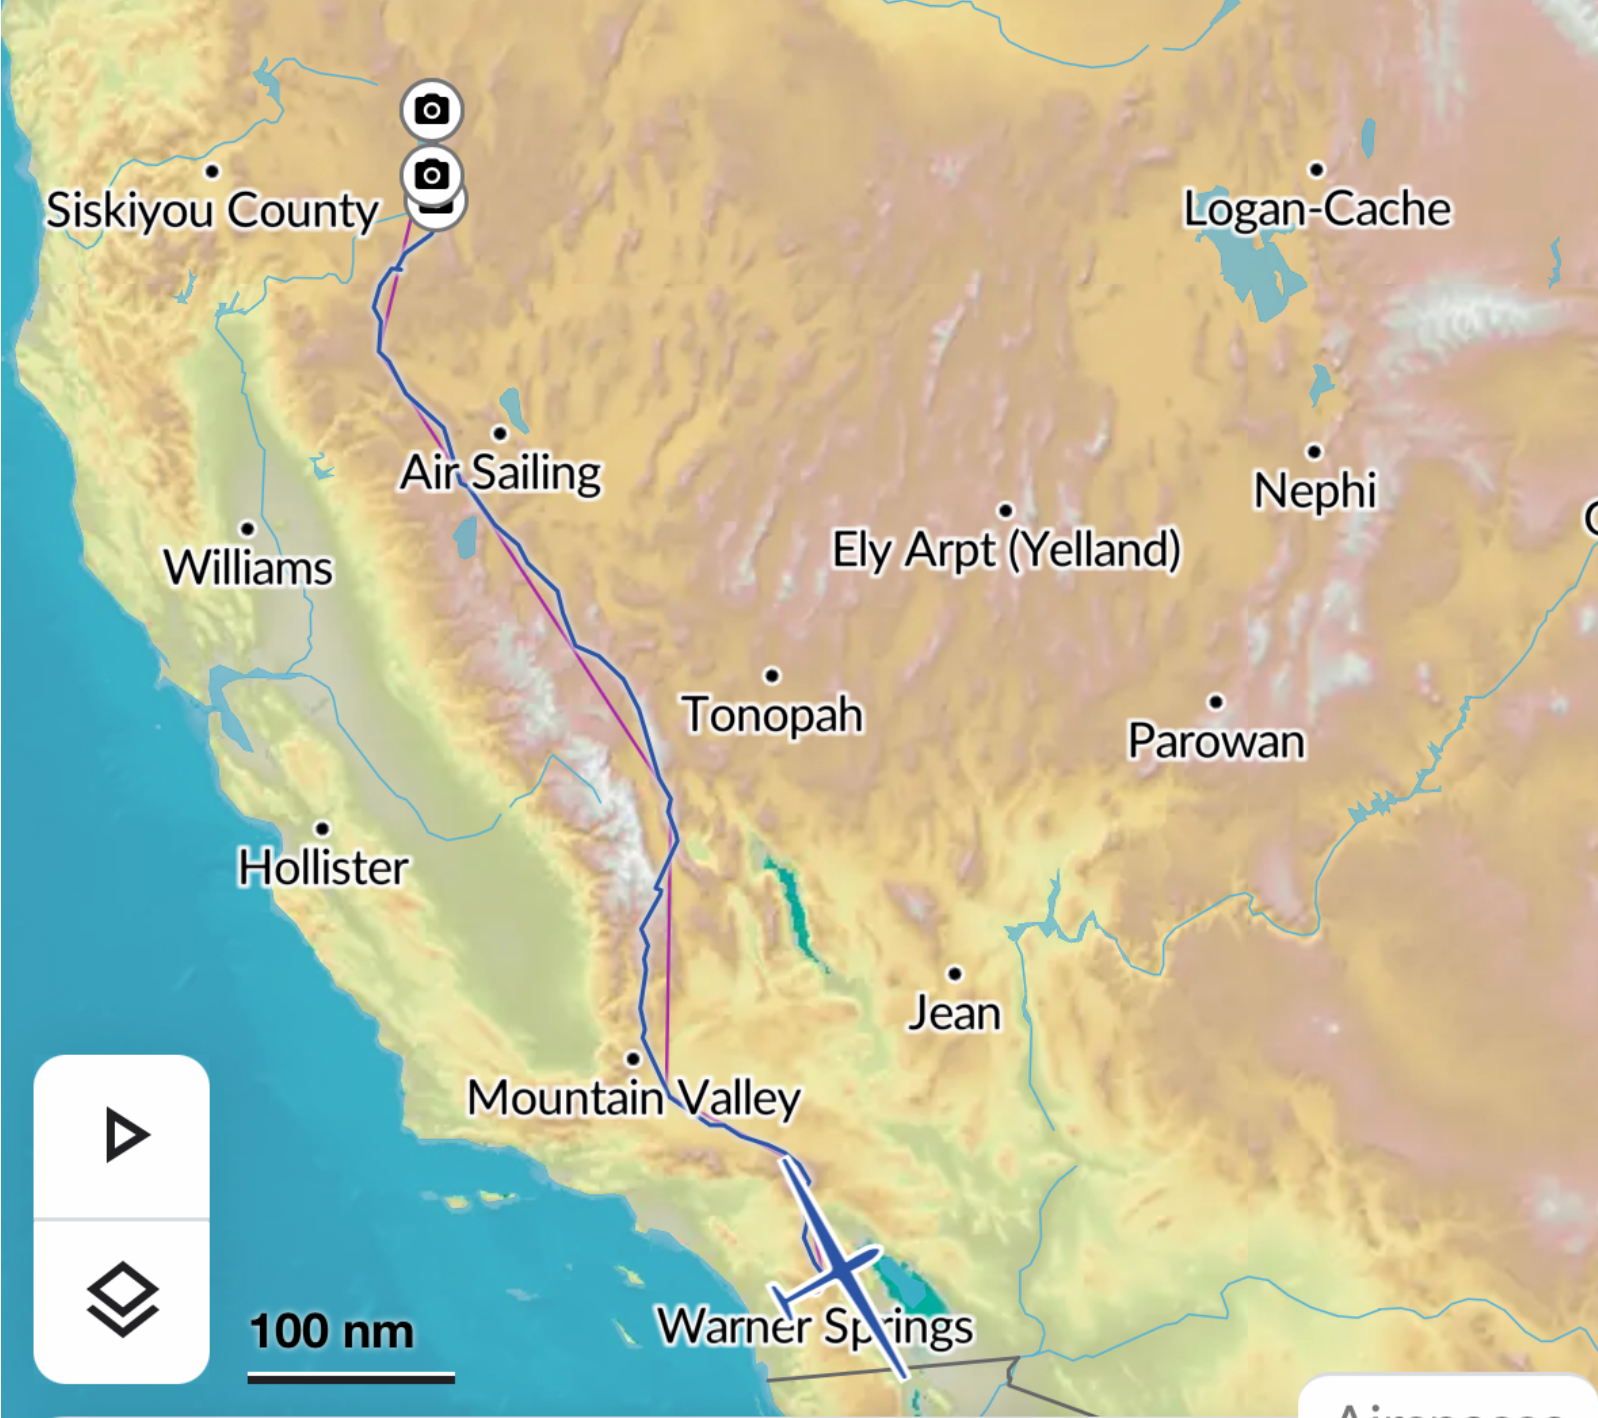 Siskiyou County
Logan-Cache
Air Sailing
Nephi
Williams
Ely Arpt (Yelland)
Tonopah
Parowan
Hollister
Jean
Mountain Valley
Warner Springs
100 nm